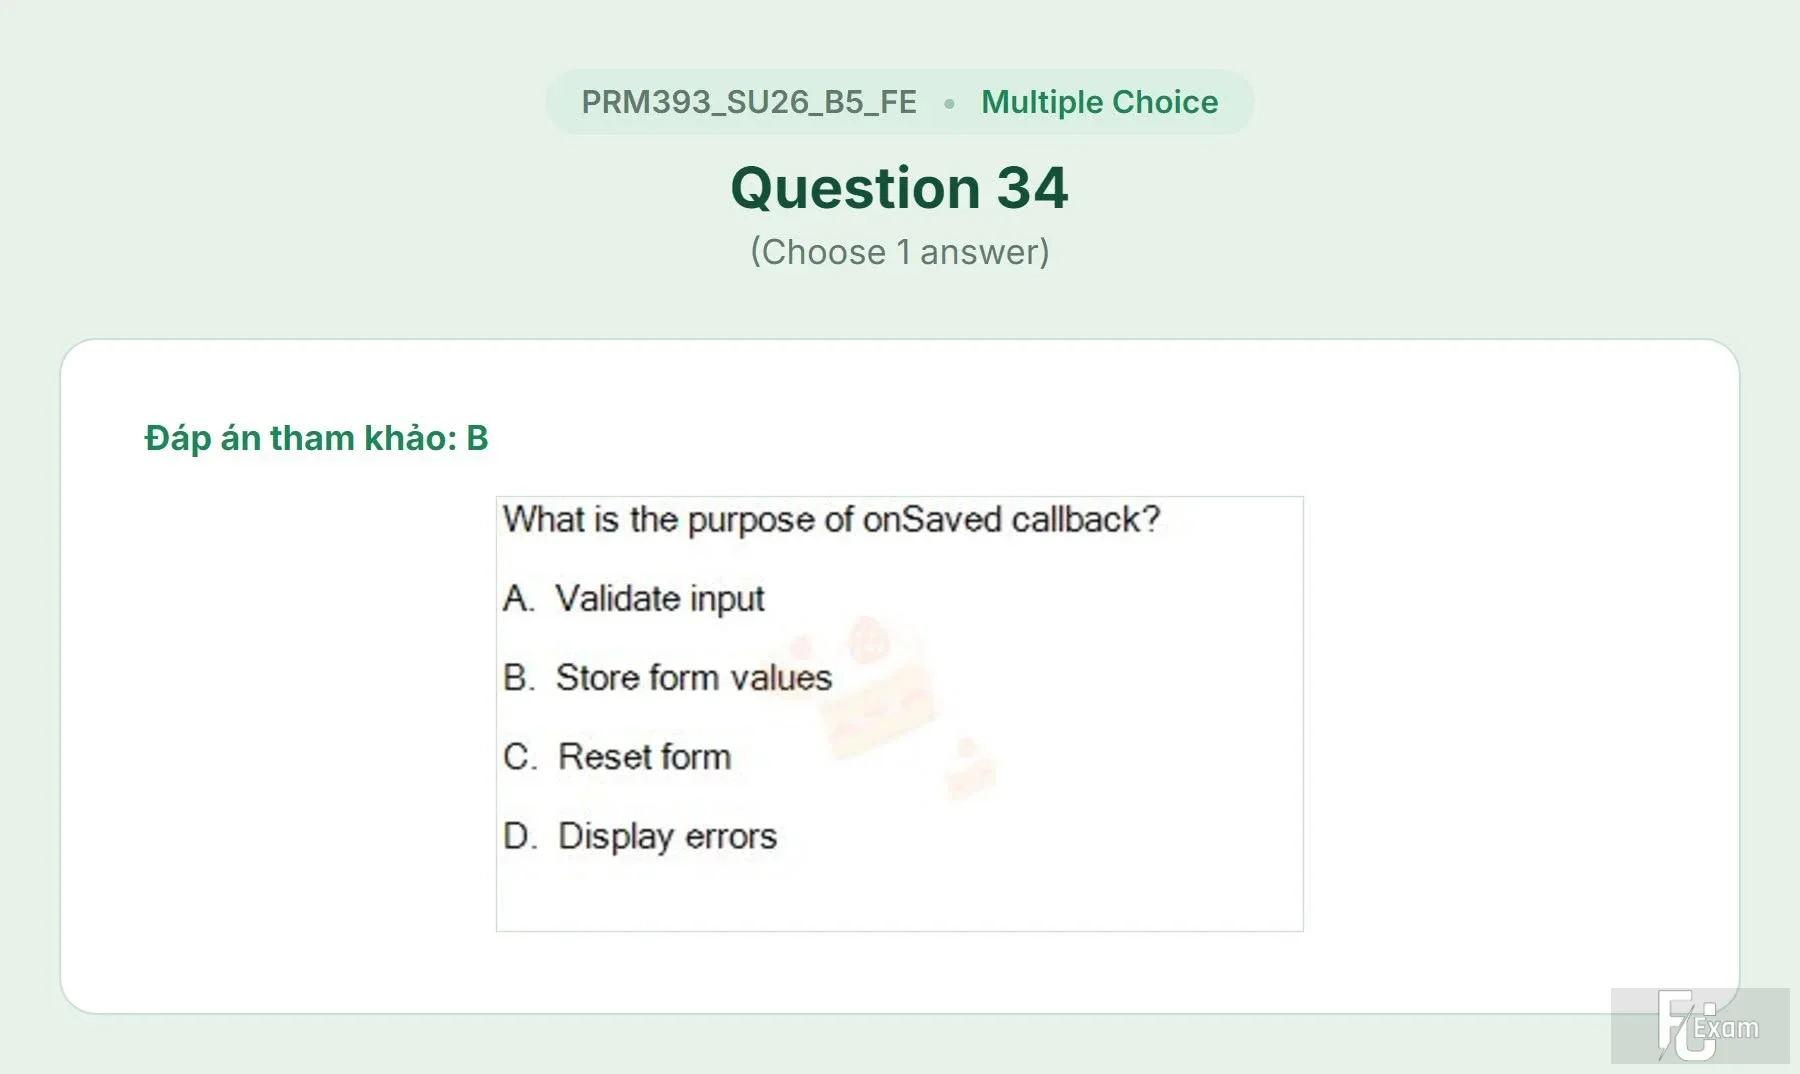 PRM393_SU26_B5_FE • Multiple Choice
Question 34
(Choose 1 answer)
Đáp án tham khảo: B
What is the purpose of onSaved callback?
A. Validate input
B. Store form values
C. Reset form
D. Display errors
FU Exam